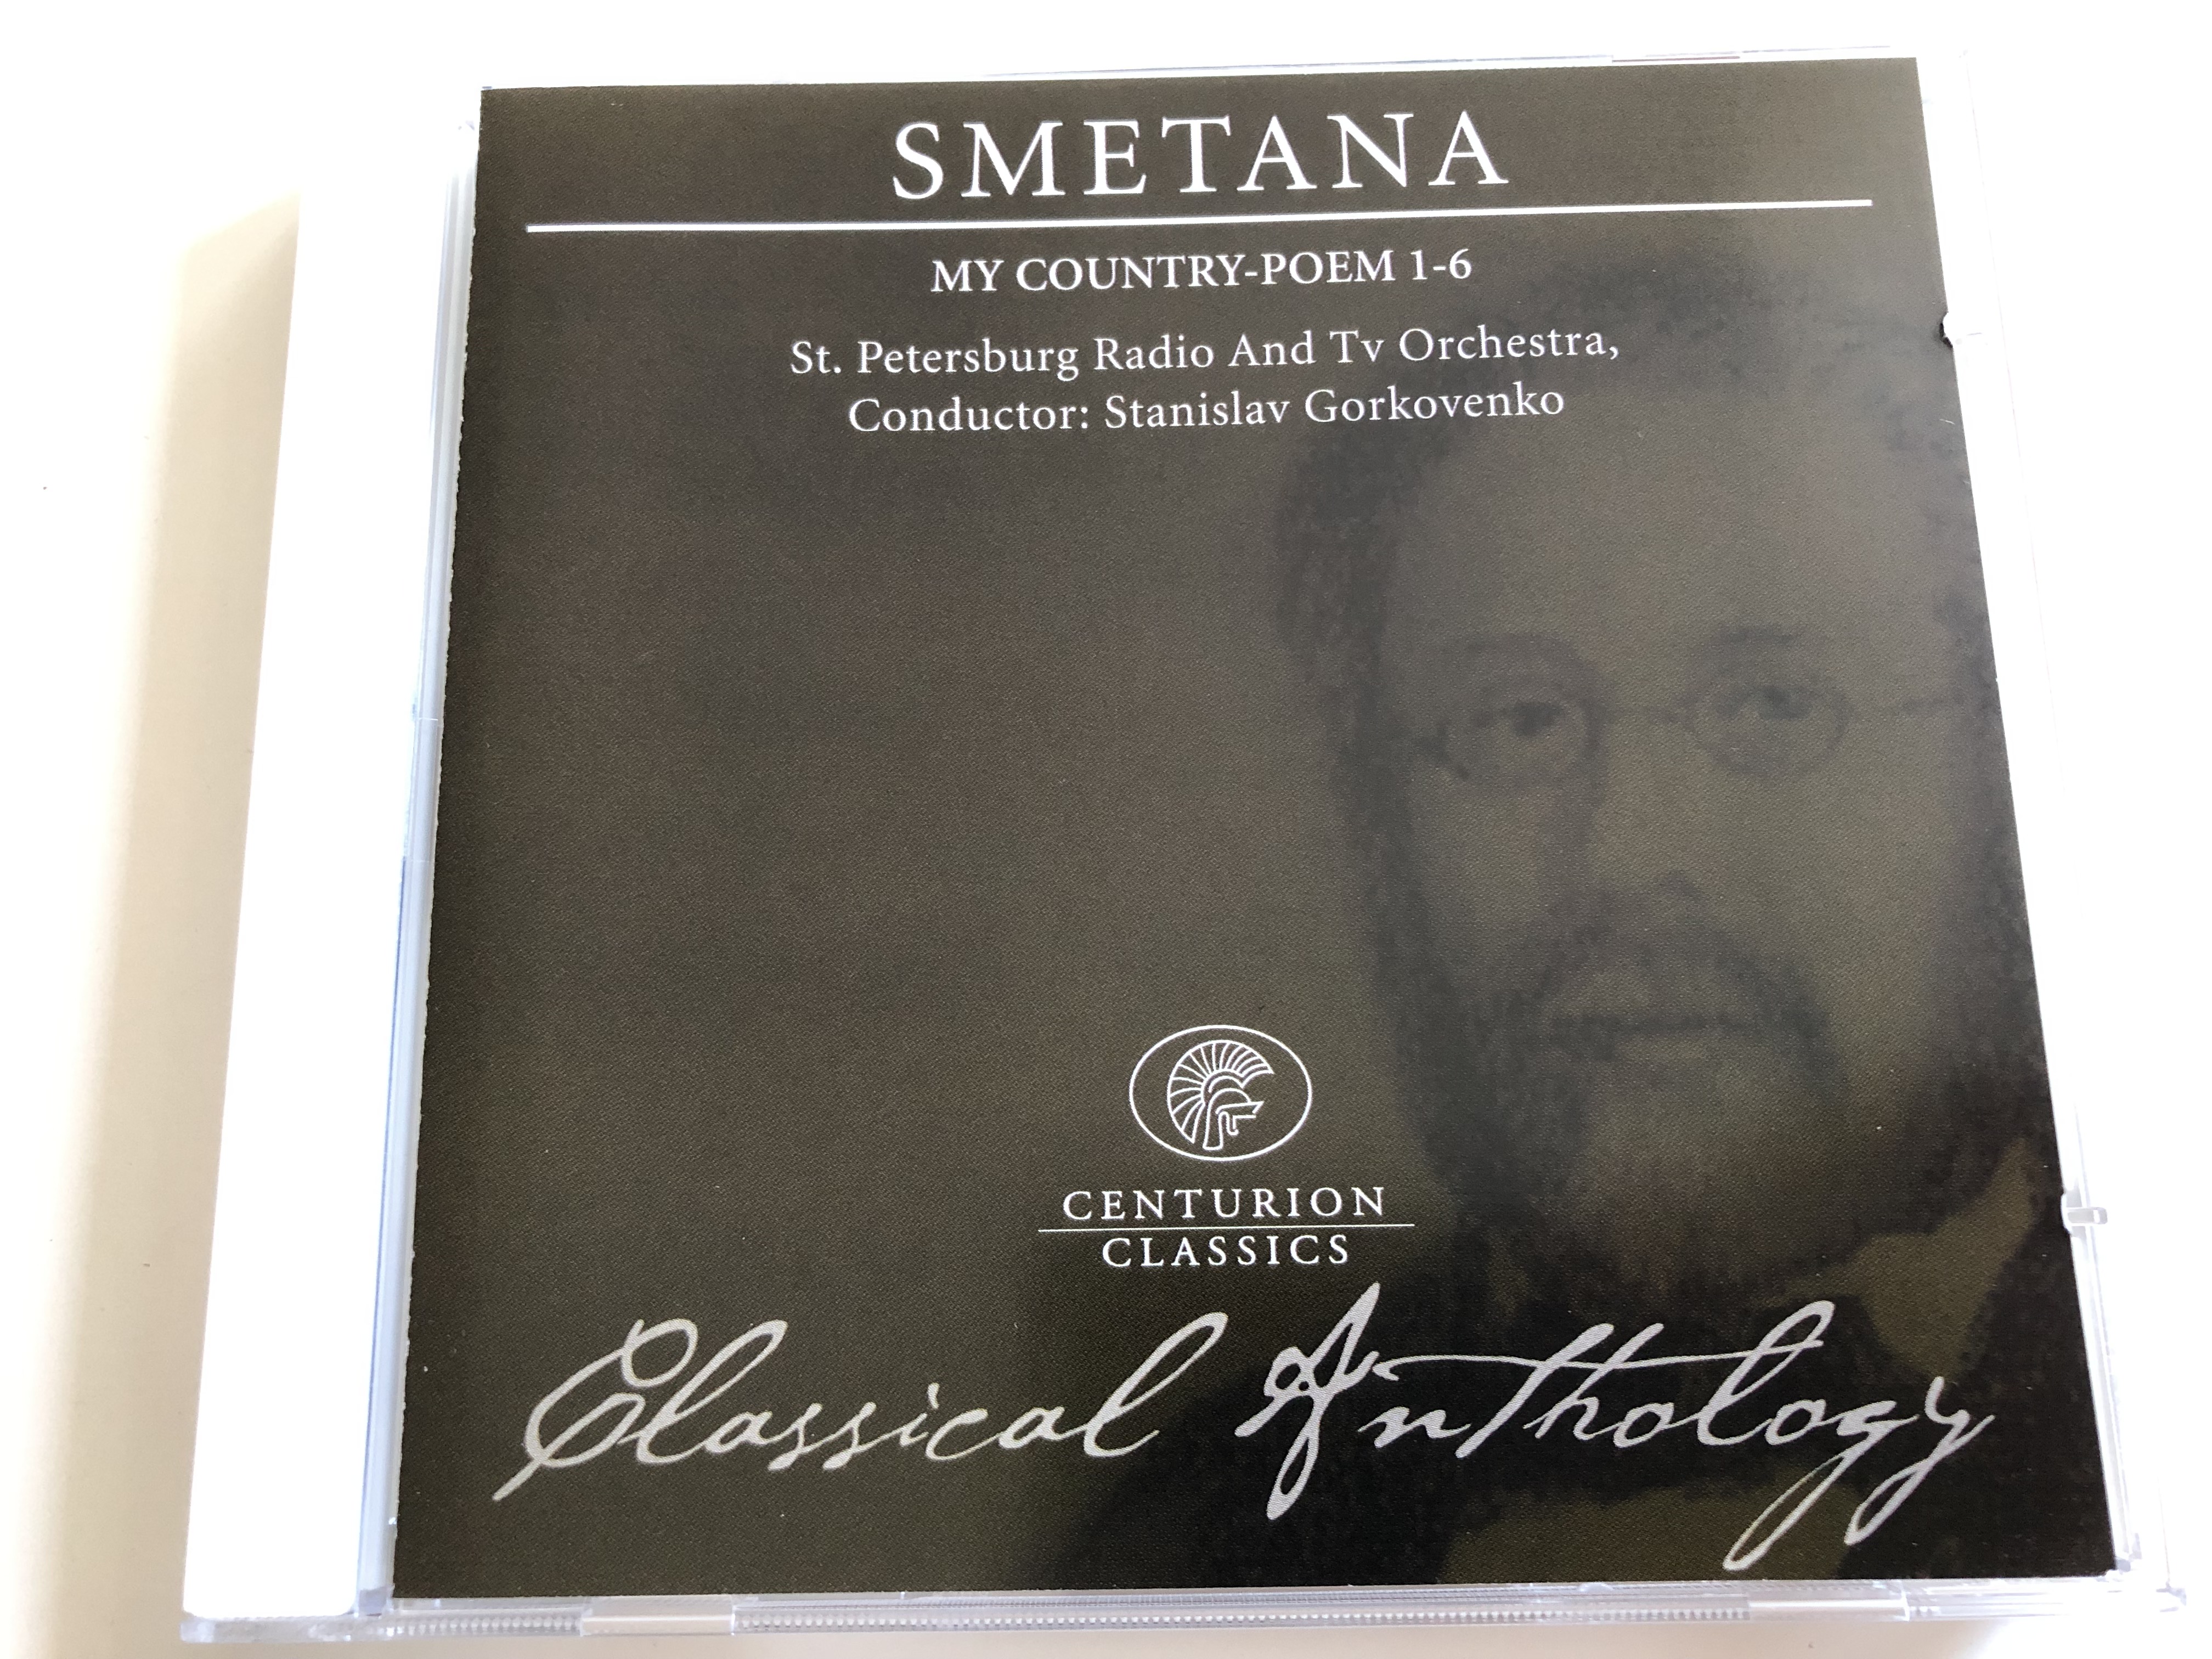 SMETANA
MY COUNTRY-POEM 1-6
St. Petersburg Radio And Tv Orchestra,
Conductor: Stanislav Gorkovenko
CENTURION
CLASSICS
Classical Anthology